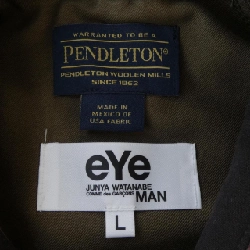 WARRANTED TO BE A
PENDLETON®
PENDLETON WOOLEN MILLS
SINCE 1863
MADE IN
MEXICO OF
USA FABRIC
eYe
JUNYA WATANABE
COMME des GARÇONS MAN
L